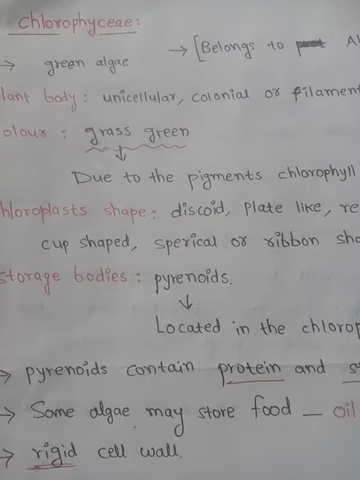 Chlorophyceae:
→ green algae → [Belongs to Al
lant body: unicellular, colonial or filament
olour: grass green
Due to the pigments chlorophyll
hloroplasts shape: discoid, Plate like, re
cup shaped, sperical or ribbon sha
storage bodies: pyrenoids.
Located in the chlorop
→ pyrenoids contain protein and s
→ Some algae may store food – oil
→ rigid cell wall.